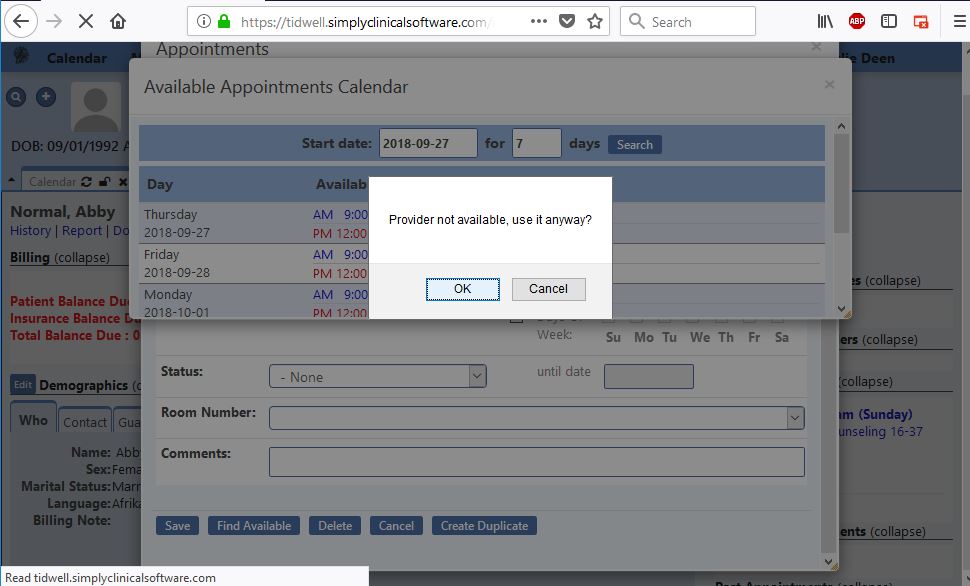 https://tidwell.simplyclinicalsoftware.com/
Search
ABP
Calendar
lie Deen
Appointments
Available Appointments Calendar
DOB: 09/01/1992 A
Start date: 2018-09-27 for 7 days Search
Calendar
Day Availab
Normal, Abby
History | Report | Do
Thursday AM 9:00
2018-09-27 PM 12:00
Provider not available, use it anyway?
Billing (collapse)
Friday AM 9:00
2018-09-28 PM 12:00
es (collapse)
OK Cancel
Patient Balance Due
Monday AM 9:00
Insurance Balance D
2018-10-01 PM 12:00
Total Balance Due : 0
Week: Su Mo Tu We Th Fr Sa
ers (collapse)
Status: - None until date
Edit Demographics (c
(collapse)
Room Number:
am (Sunday)
Who Contact Gua
unseling 16-37
Name: Abb
Comments:
Sex:Fema
Marital Status:Marr
Language:Afrika
Billing Note:
Save Find Available Delete Cancel Create Duplicate
ents (collapse)
Read tidwell.simplyclinicalsoftware.com